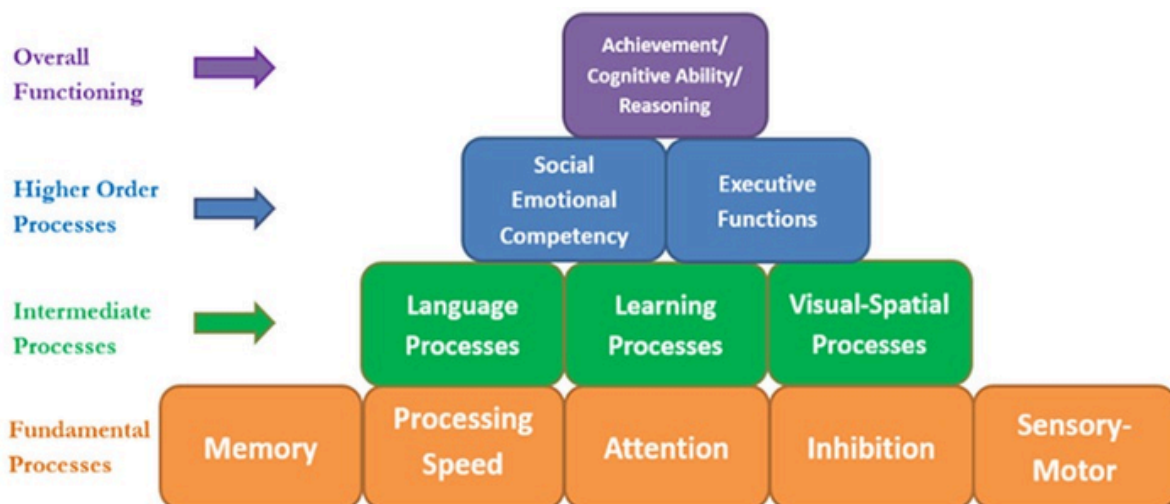 Overall
Functioning
Achievement/
Cognitive Ability/
Reasoning
Higher Order
Processes
Social
Emotional
Competency
Executive
Functions
Intermediate
Processes
Language
Processes
Learning
Processes
Visual-Spatial
Processes
Fundamental
Processes
Memory
Processing
Speed
Attention
Inhibition
Sensory-
Motor